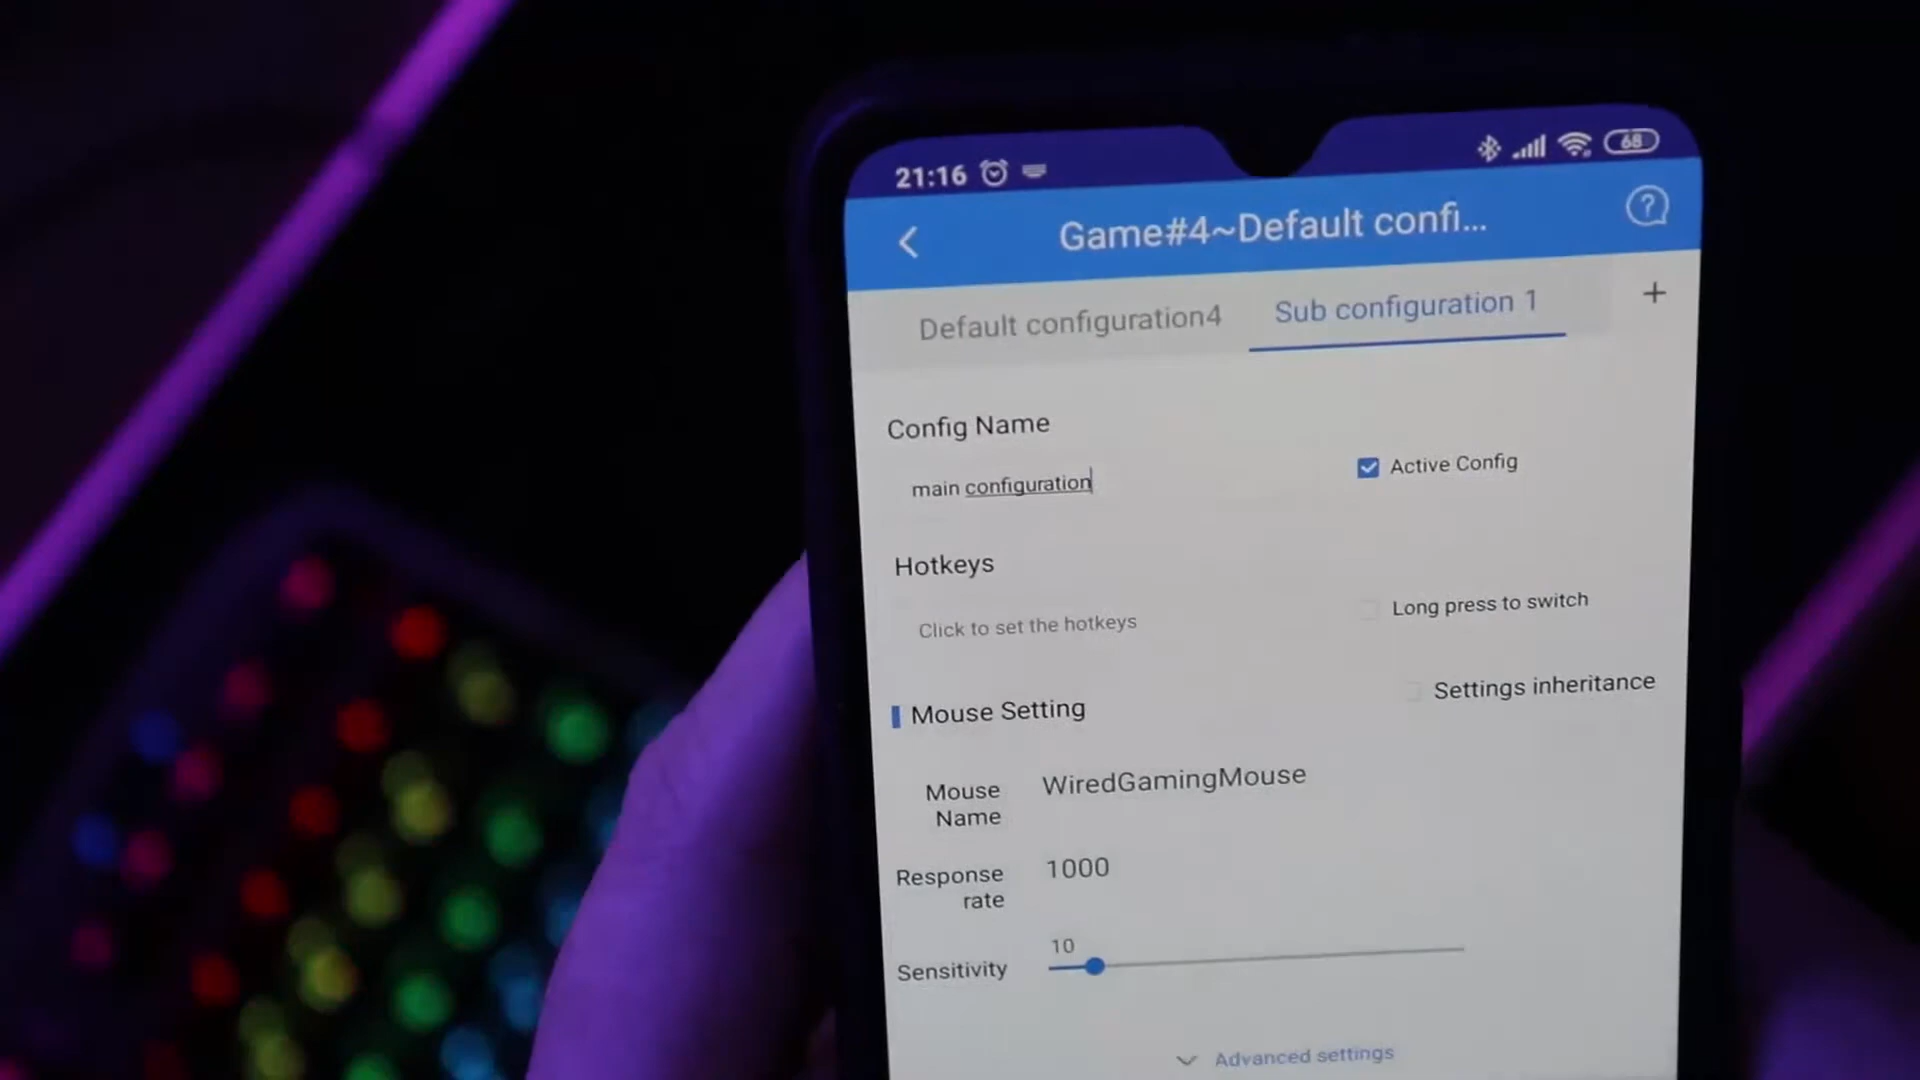 21:16
68
Game#4~Default confi...
?
Default configuration4
Sub configuration 1
+
Config Name
main configuration
Active Config
Hotkeys
Click to set the hotkeys
Long press to switch
Settings inheritance
Mouse Setting
Mouse
Name
WiredGamingMouse
Response
rate
1000
10
Sensitivity
Advanced settings